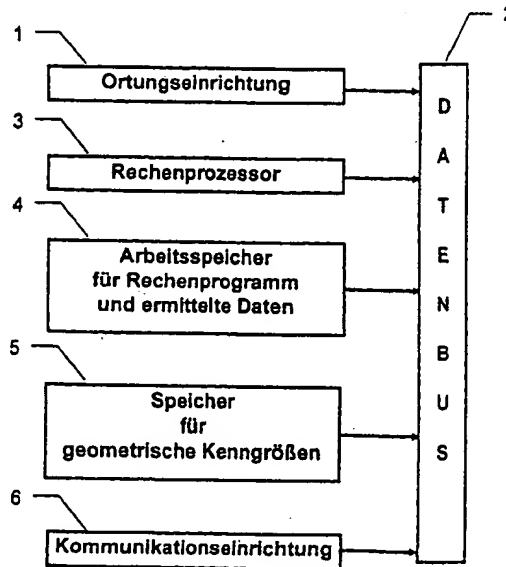 1
2
Ortungseinrichtung
3
Rechenprozessor
4
Arbeitsspeicher
für Rechenprogramm
und ermittelte Daten
5
Speicher
für
geometrische Kenngrößen
6
Kommunikationseinrichtung
DATENBUS